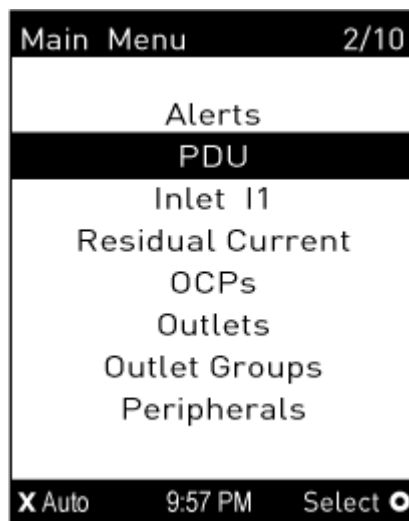 Main Menu 2/10
Alerts
PDU
Inlet I1
Residual Current
OCPs
Outlets
Outlet Groups
Peripherals
X Auto 9:57 PM Select